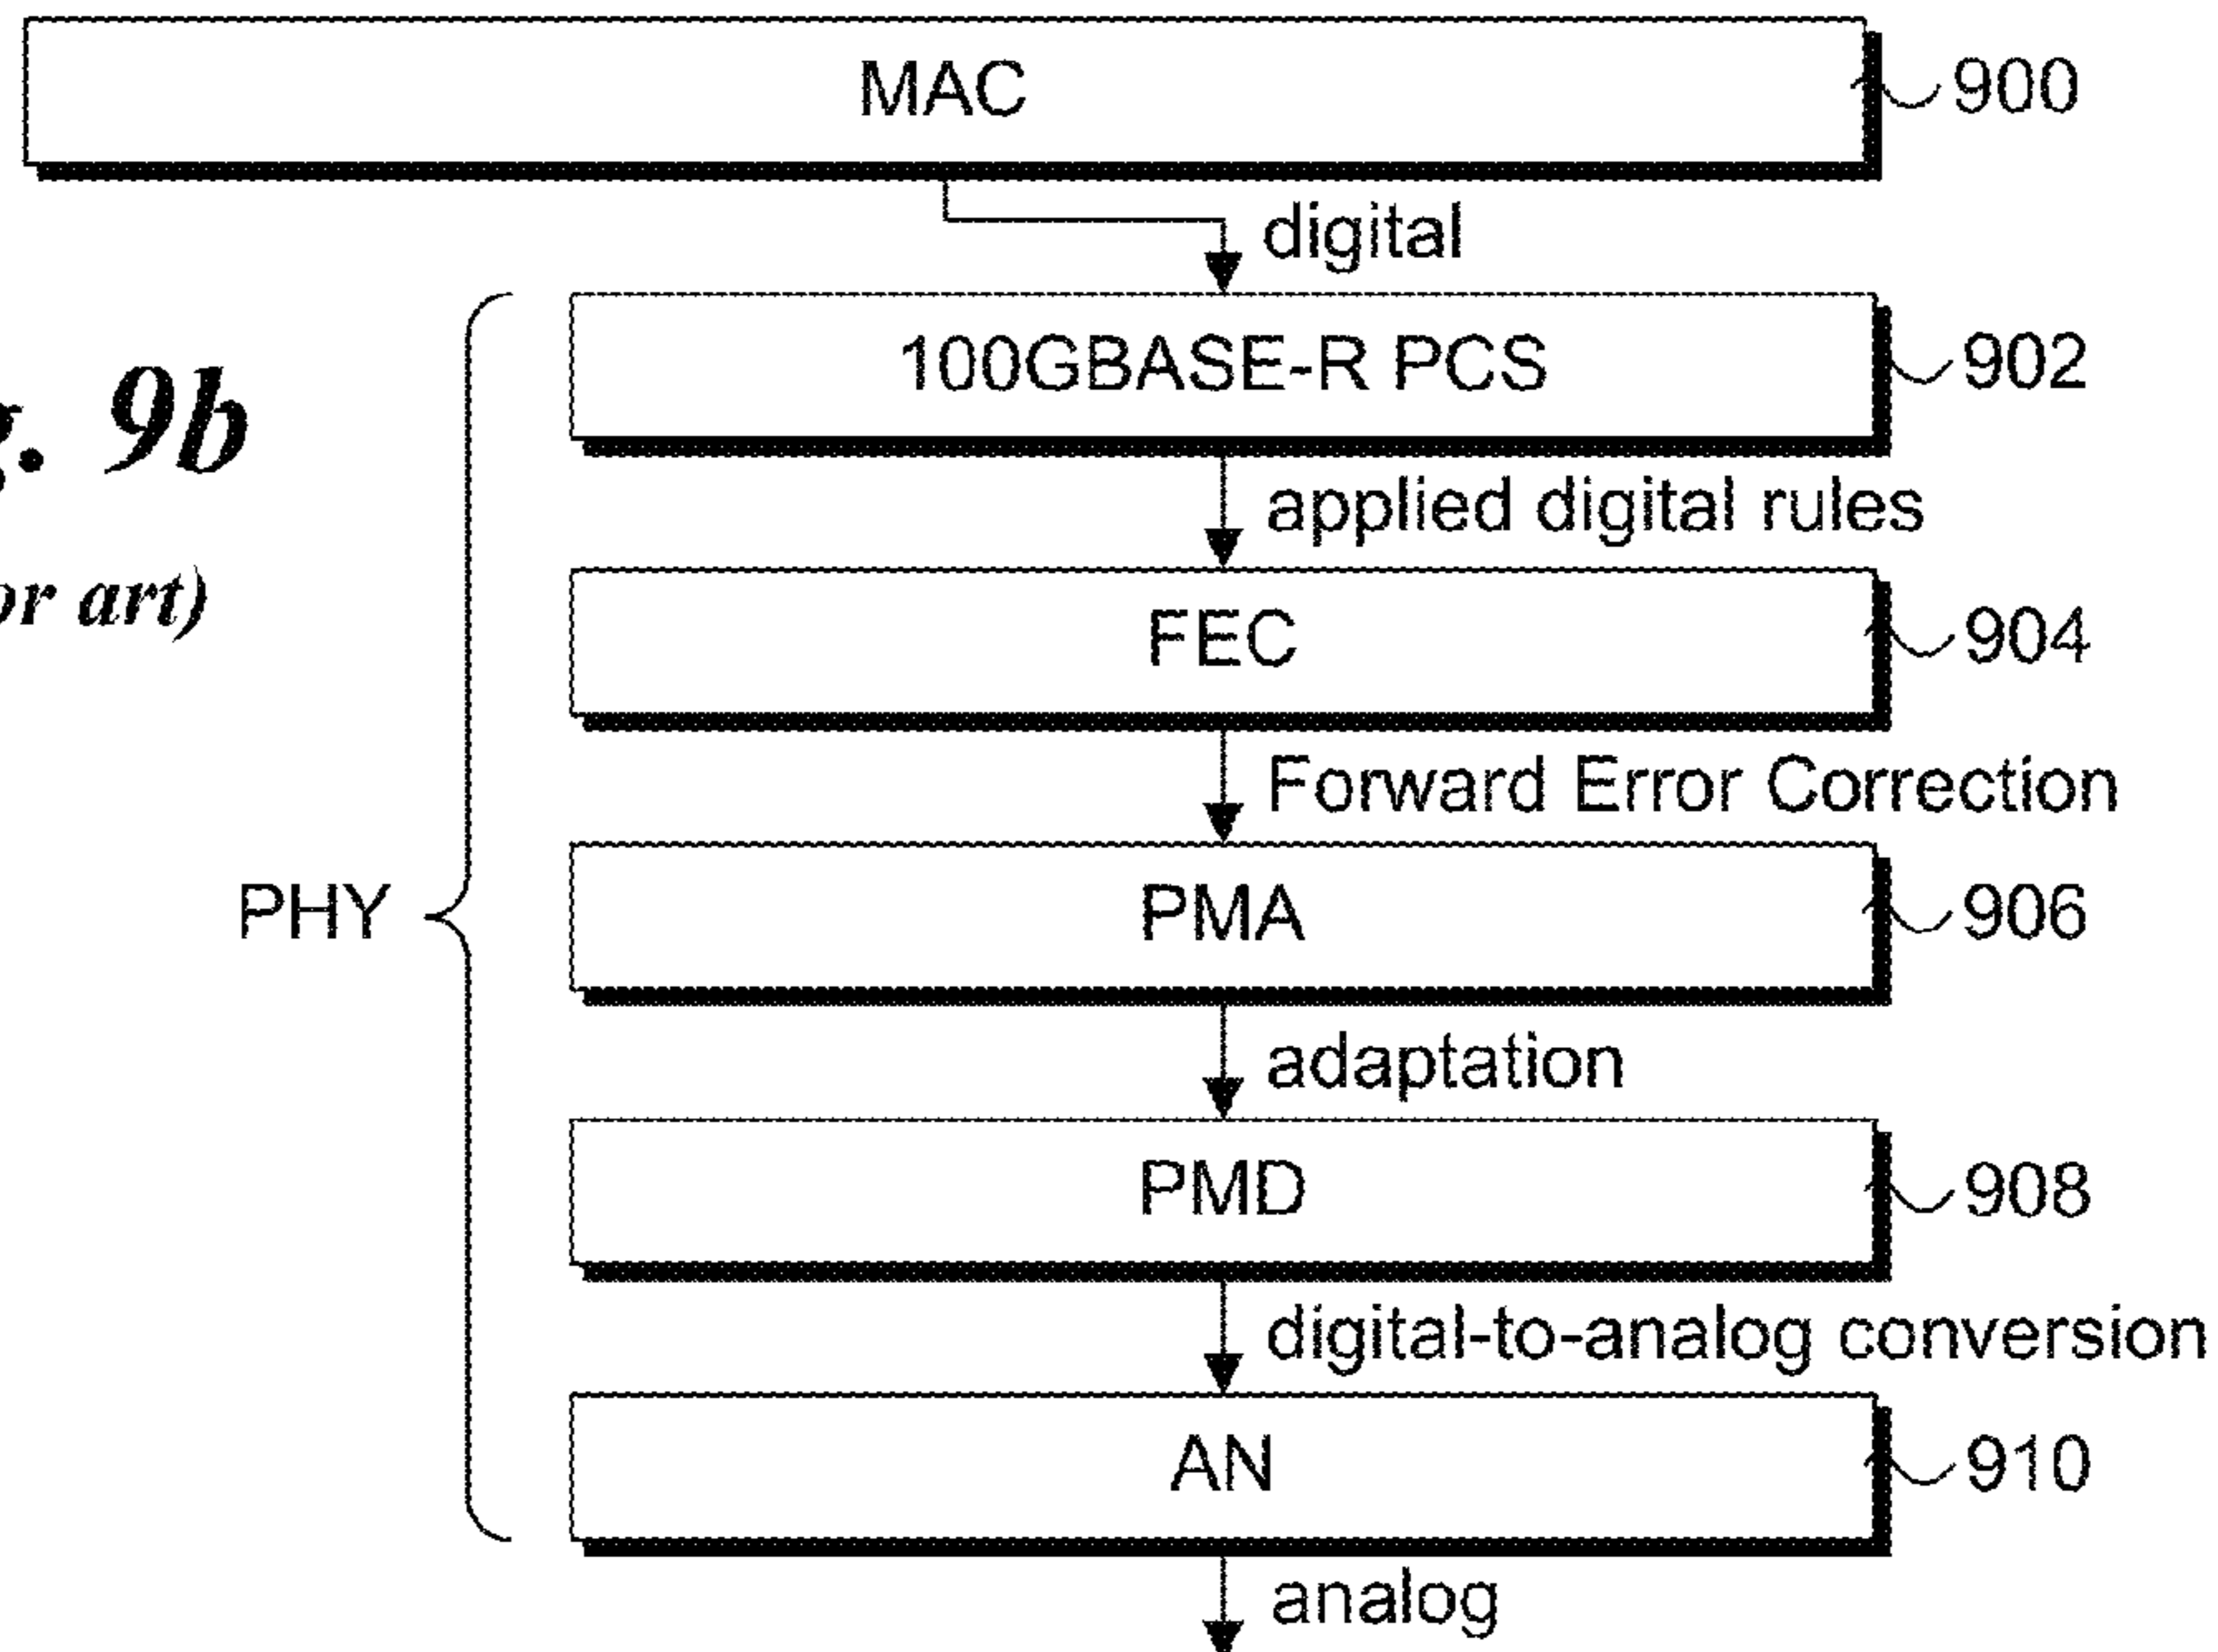 MAC 900
digital
100GBASE-R PCS 902
9b
applied digital rules
art)
FEC 904
Forward Error Correction
PHY
PMA 906
adaptation
PMD 908
digital-to-analog conversion
AN 910
analog